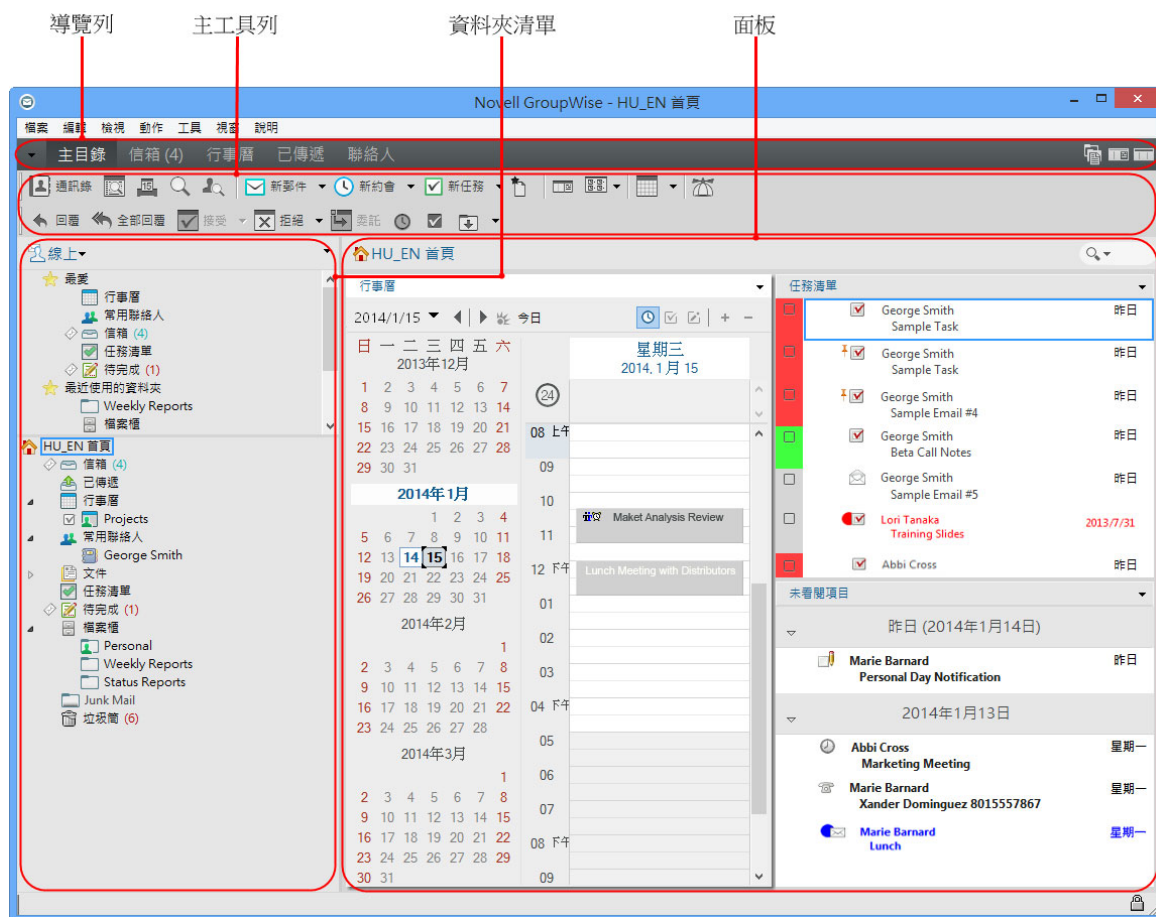 導覽列 主工具列 資料夾清單 面板
Novell GroupWise - HU_EN 首頁
檔案 編輯 檢視 動作 工具 視窗 說明
主目錄 信箱 (4) 行事曆 已傳遞 聯絡人
通訊錄 15 新郵件 新約會 新任務
回覆 全部回覆 接受 拒絕 委託
線上
最愛
行事曆
常用聯絡人
信箱 (4)
任務清單
待完成 (1)
最近使用的資料夾
Weekly Reports
檔案櫃
HU_EN 首頁
信箱 (4)
已傳遞
行事曆
Projects
常用聯絡人
George Smith
文件
任務清單
待完成 (1)
檔案櫃
Personal
Weekly Reports
Status Reports
Junk Mail
垃圾筒 (6)
HU_EN 首頁
行事曆
2014/1/15 今日
日 一 二 三 四 五 六
2013年12月
1 2 3 4 5 6 7
8 9 10 11 12 13 14
15 16 17 18 19 20 21
22 23 24 25 26 27 28
29 30 31
2014年1月
1 2 3 4
5 6 7 8 9 10 11
12 13 14 15 16 17 18
19 20 21 22 23 24 25
26 27 28 29 30 31
2014年2月
1
2 3 4 5 6 7 8
9 10 11 12 13 14 15
16 17 18 19 20 21 22
23 24 25 26 27 28
2014年3月
1
2 3 4 5 6 7 8
9 10 11 12 13 14 15
16 17 18 19 20 21 22
23 24 25 26 27 28 29
30 31
星期三
2014. 1 月 15
24
08 上午
09
10
11 Maket Analysis Review
12 下午 Lunch Meeting with Distributors
01
02
03
04 下午
05
06
07
08 下午
09
任務清單
George Smith 昨日
Sample Task
George Smith 昨日
Sample Task
George Smith 昨日
Sample Email #4
George Smith 昨日
Beta Call Notes
George Smith 昨日
Sample Email #5
Lori Tanaka 2013/7/31
Training Slides
Abbi Cross 昨日
未看閱項目
昨日 (2014年1月14日)
Marie Barnard 昨日
Personal Day Notification
2014年1月13日
Abbi Cross 星期一
Marketing Meeting
Marie Barnard 星期一
Xander Dominguez 8015557867
Marie Barnard 星期一
Lunch